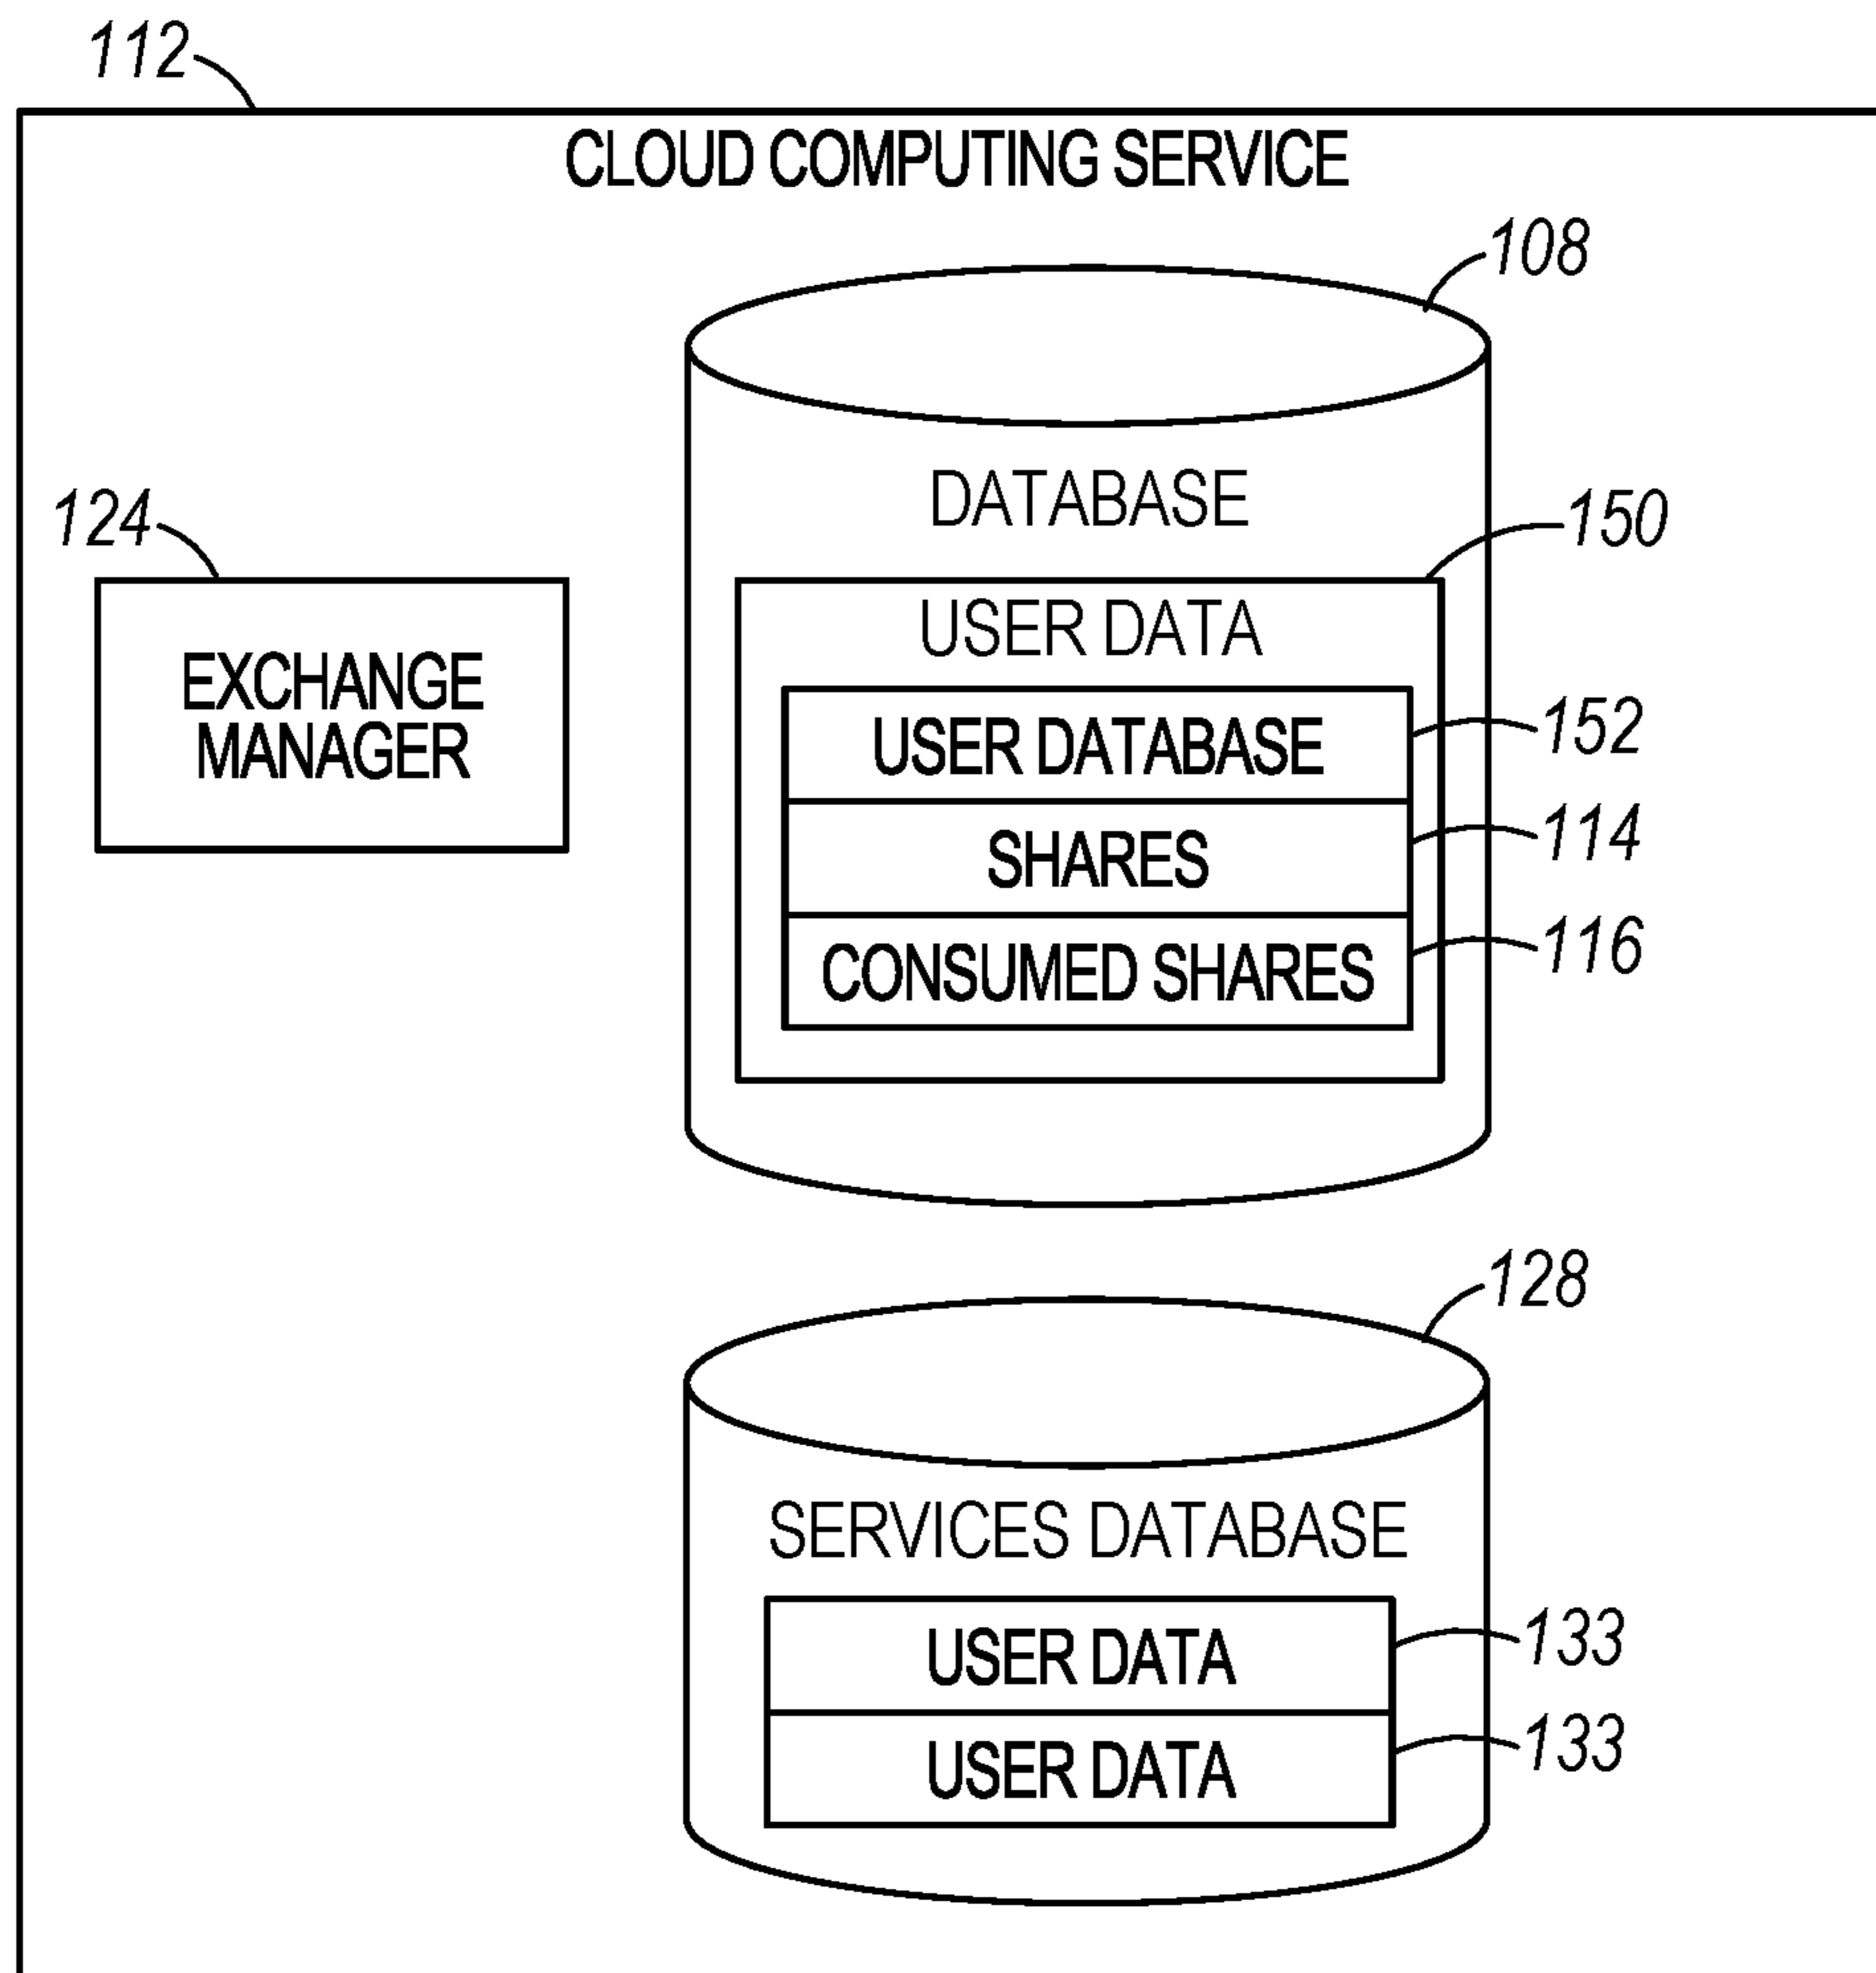 112
CLOUD COMPUTING SERVICE
108
DATABASE
124
150
USER DATA
EXCHANGE
MANAGER
USER DATABASE
152
SHARES
114
CONSUMED SHARES
116
128
SERVICES DATABASE
USER DATA
133
USER DATA
133